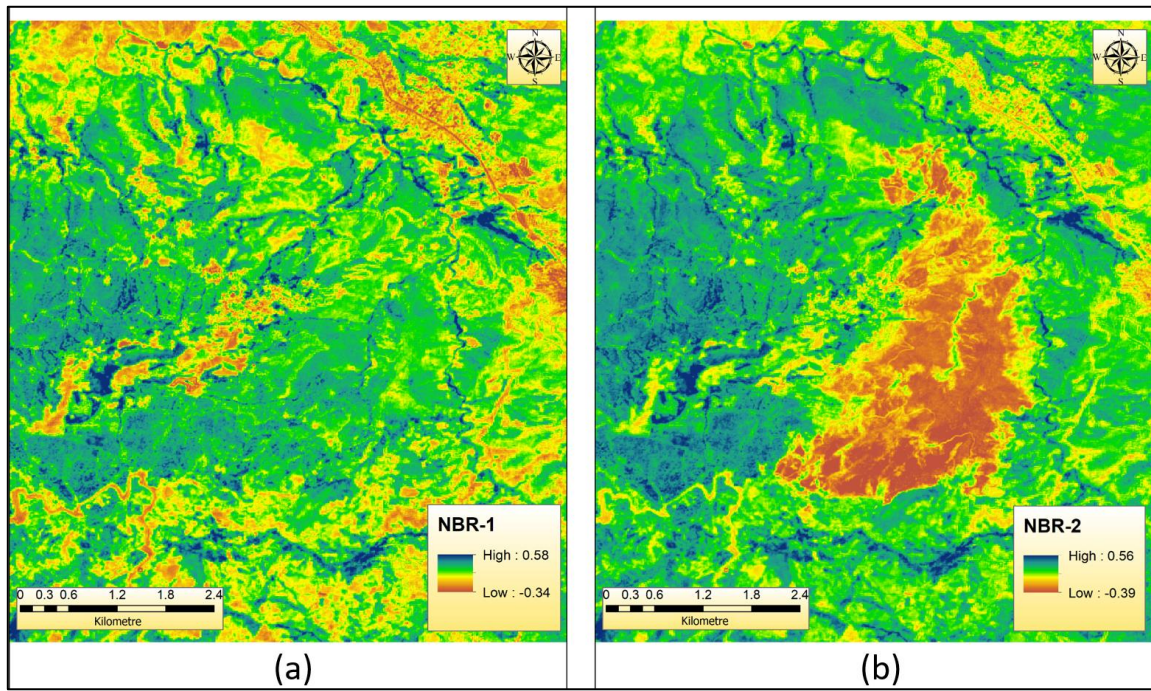 N
W E
S
NBR-1
High : 0.58
Low : -0.34
0 0.3 0.6 1.2 1.8 2.4
Kilometre
(a)
N
W E
S
NBR-2
High : 0.56
Low : -0.39
0 0.3 0.6 1.2 1.8 2.4
Kilometre
(b)